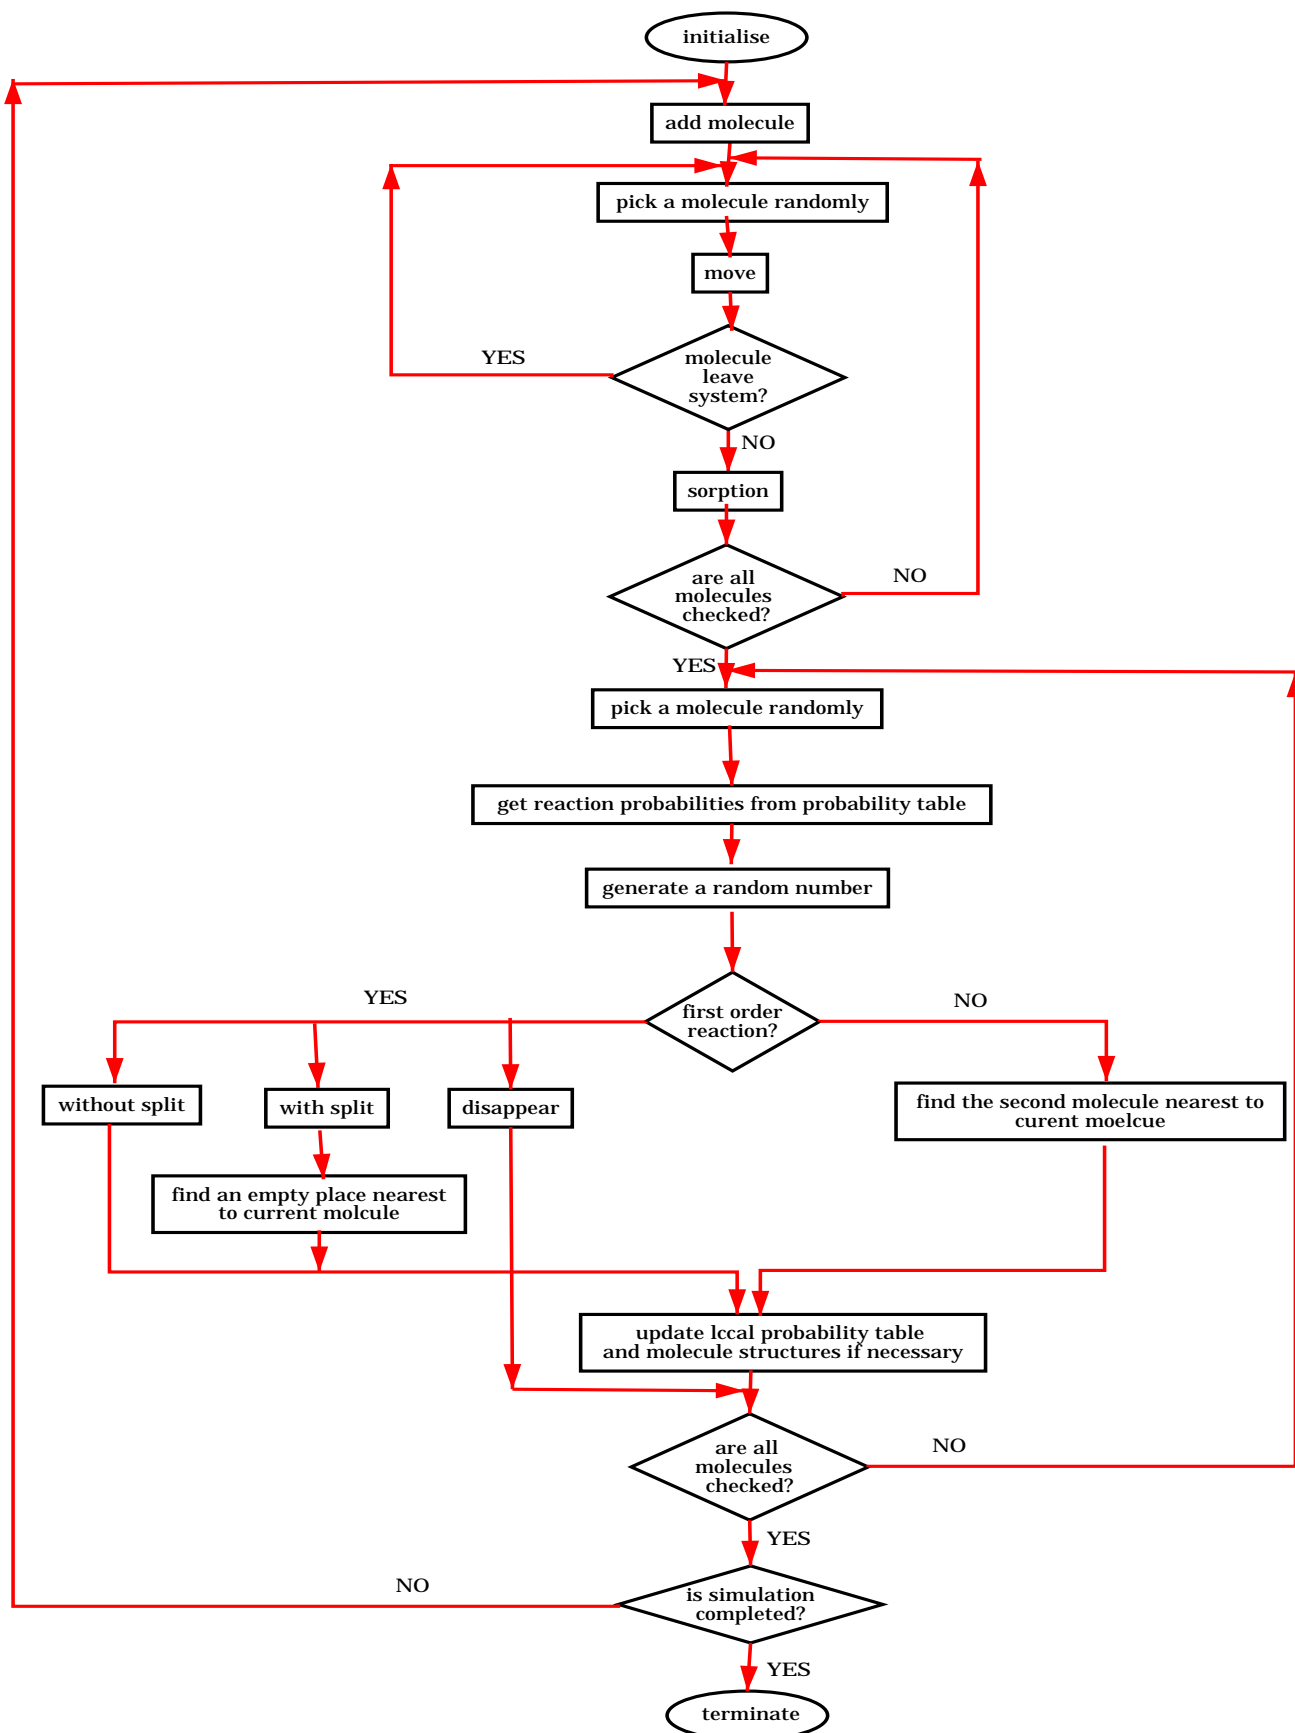 initialise
add molecule
pick a molecule randomly
move
YES
molecule
leave
system?
NO
sorption
are all
molecules
checked?
NO
YES
pick a molecule randomly
get reaction probabilities from probability table
generate a random number
YES
first order
reaction?
NO
without split
with split
disappear
find the second molecule nearest to
curent moelcue
find an empty place nearest
to current molcule
update lccal probability table
and molecule structures if necessary
are all
molecules
checked?
NO
YES
NO
is simulation
completed?
YES
terminate